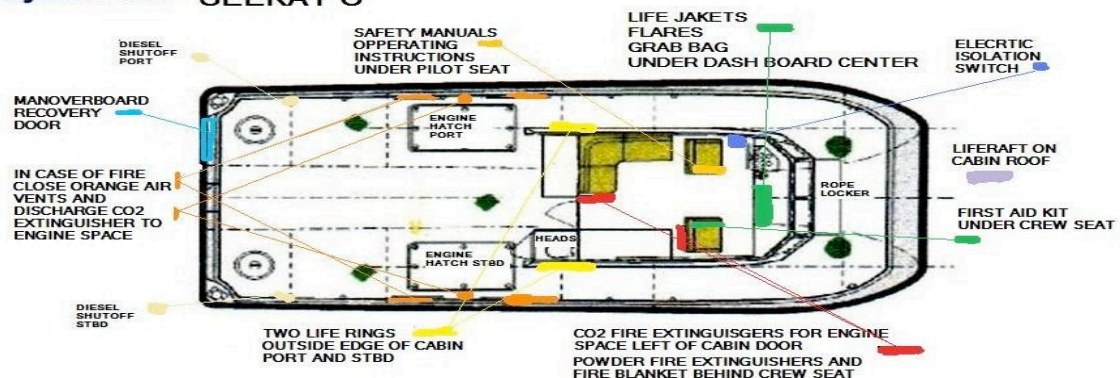 DIESEL
SHUTOFF
PORT
SAFETY MANUALS
OPPERATING
INSTRUCTIONS
UNDER PILOT SEAT
LIFE JAKETS
FLARES
GRAB BAG
UNDER DASH BOARD CENTER
ELECRTIC
ISOLATION
SWITCH
MANOVERBOARD
RECOVERY
DOOR
ENGINE
HATCH
PORT
LIFERAFT ON
CABIN ROOF
IN CASE OF FIRE
CLOSE ORANGE AIR
VENTS AND
DISCHARGE CO2
EXTINGUISHER TO
ENGINE SPACE
ROPE
LOCKER
FIRST AID KIT
UNDER CREW SEAT
HEADS
ENGINE
HATCH STBD
DIESEL
SHUTOFF
STBD
TWO LIFE RINGS
OUTSIDE EDGE OF CABIN
PORT AND STBD
CO2 FIRE EXTINGUISGERS FOR ENGINE
SPACE LEFT OF CABIN DOOR
POWDER FIRE EXTINGUISHERS AND
FIRE BLANKET BEHIND CREW SEAT